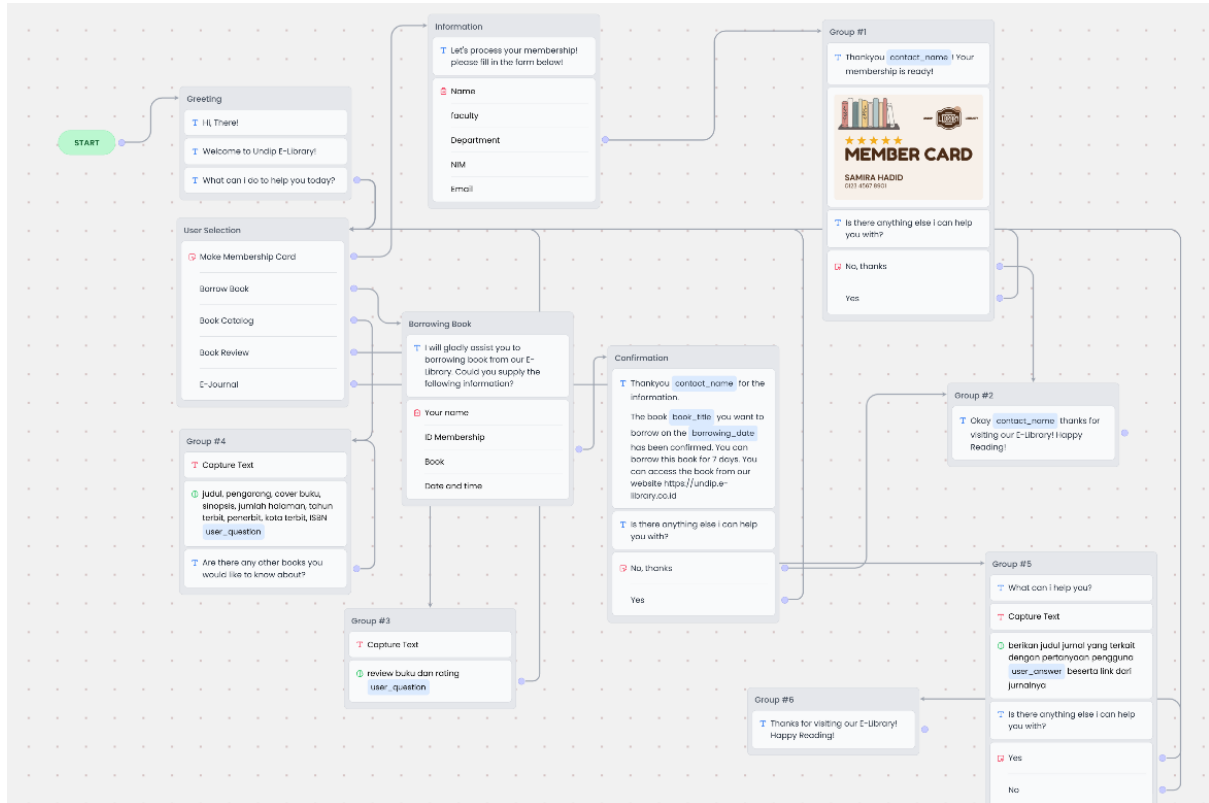 START
Greeting
Hi, There!
Welcome to Undip E-Library!
What can i do to help you today?
User Selection
Make Membership Card
Borrow Book
Book Catalog
Book Review
E-Journal
Information
Let's process your membership!
please fill in the form below!
Name
faculty
Department
NIM
Email
Group #1
Thankyou contact_name ! Your
membership is ready!
LIBRARY
MEMBER CARD
SAMIRA HADID
0123 4567 8901
Is there anything else i can help
you with?
No, thanks
Yes
Borrowing Book
I will gladly assist you to
borrowing book from our E-
Library. Could you supply the
following information?
Your name
ID Membership
Book
Date and time
Confirmation
Thankyou contact_name for the
information.
The book book_title you want to
borrow on the borrowing_date
has been confirmed. You can
borrow this book for 7 days. You
can access the book from our
website https://undip.e-
library.co.id
Is there anything else i can help
you with?
No, thanks
Yes
Group #2
Okay contact_name thanks for
visiting our E-Library! Happy
Reading!
Group #4
Capture Text
judul, pengarang, cover buku,
sinopsis, jumlah halaman, tahun
terbit, penerbit, kota terbit, ISBN
user_question
Are there any other books you
would like to know about?
Group #3
Capture Text
review buku dan rating
user_question
Group #5
What can i help you?
Capture Text
berikan judul jurnal yang terkait
dengan pertanyaan pengguna
user_answer beserta link dari
jurnalnya
Is there anything else i can help
you with?
Yes
No
Group #6
Thanks for visiting our E-Library!
Happy Reading!